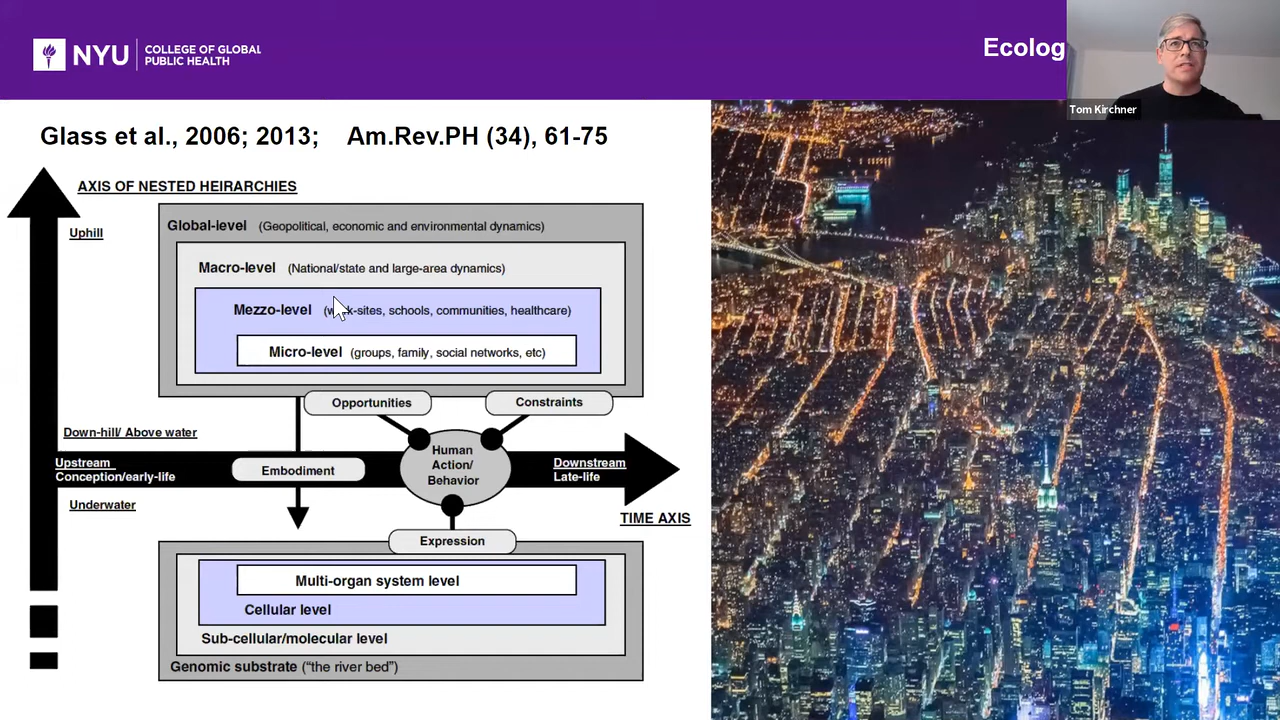 NYU
COLLEGE OF GLOBAL
PUBLIC HEALTH
Ecolog
Tom Kirchner
Glass et al., 2006; 2013; Am.Rev.PH (34), 61-75
AXIS OF NESTED HEIRARCHIES
Uphill
Global-level (Geopolitical, economic and environmental dynamics)
Macro-level (National/state and large-area dynamics)
Mezzo-level -sites, schools, communities, healthcare)
Micro-level (groups, family, social networks, etc)
Opportunities
Constraints
Down-hill/ Above water
Upstream
Conception/early-life
Embodiment
Human
Action/
Behavior
Downstream
Late-life
Underwater
TIME AXIS
Expression
Multi-organ system level
Cellular level
Sub-cellular/molecular level
Genomic substrate (“the river bed”)